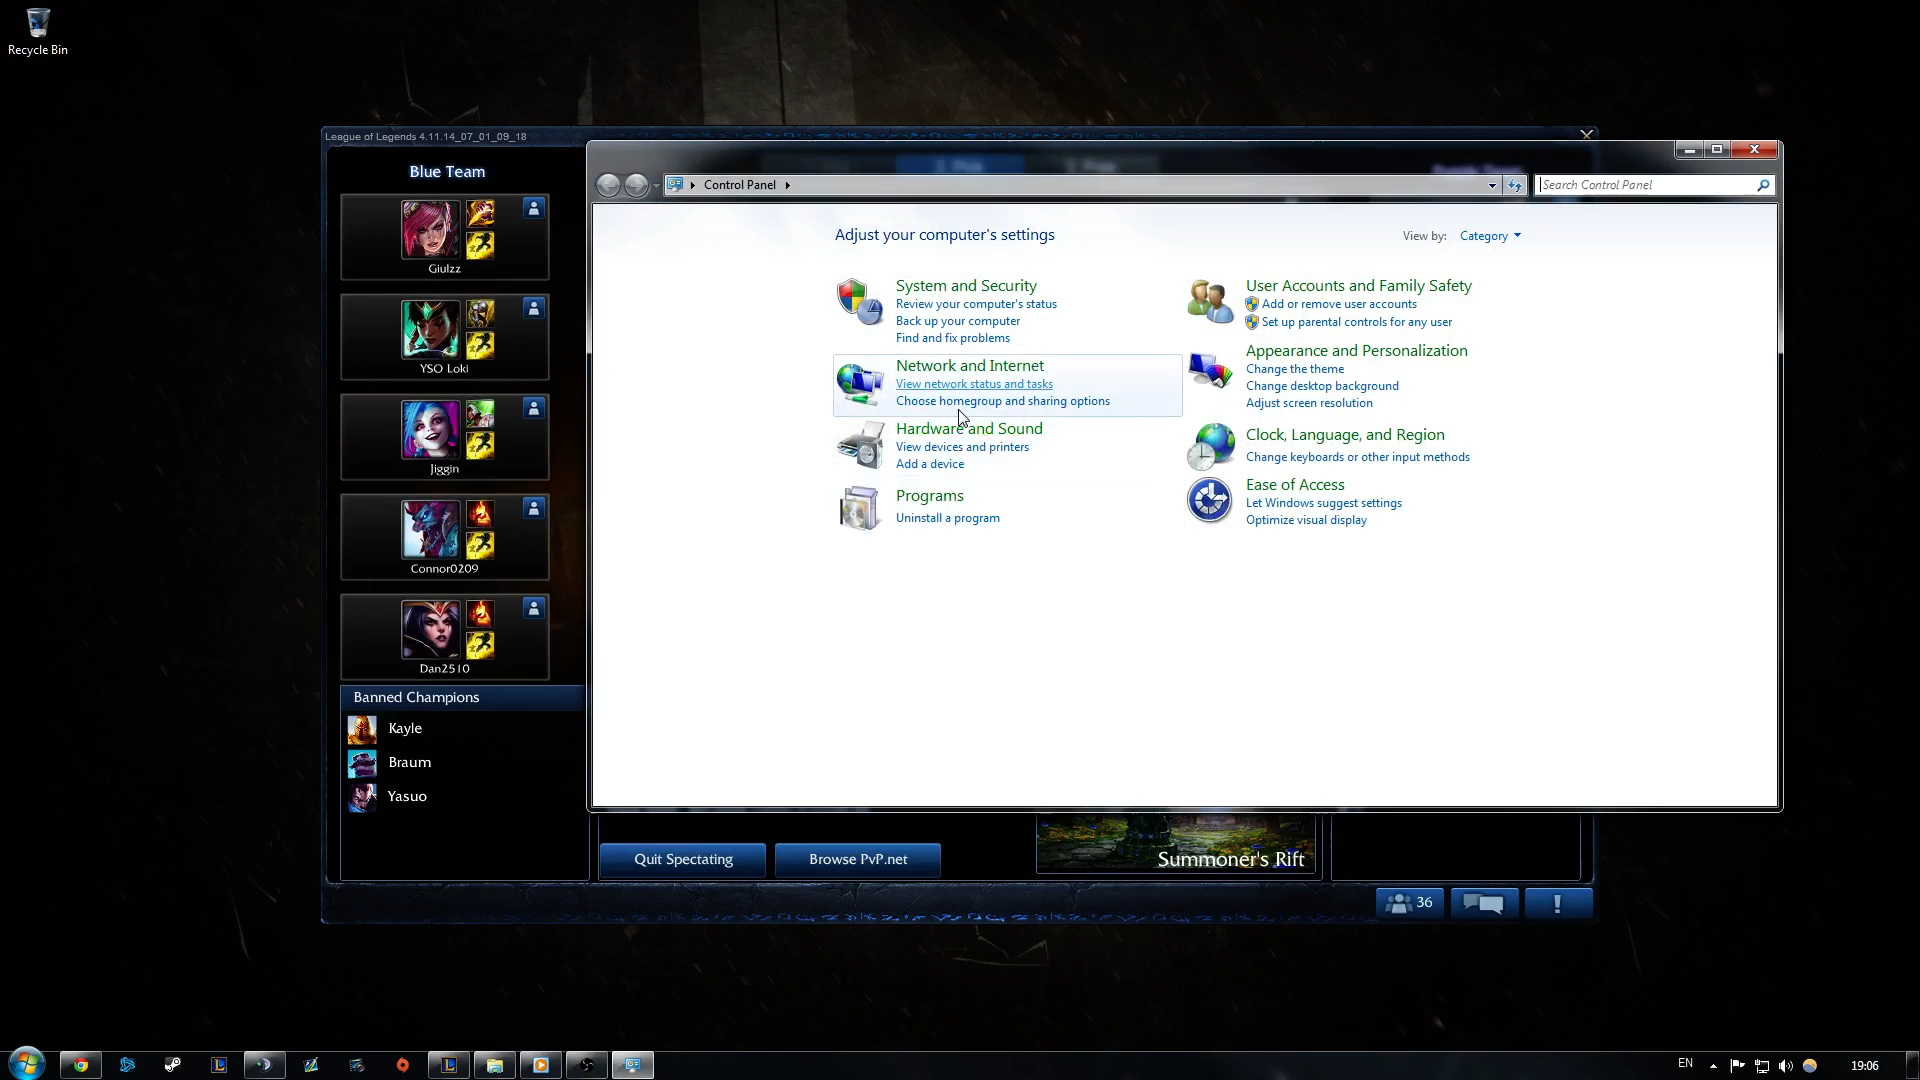 Recycle Bin
League of Legends 4.11.14_07_01_09_18
Blue Team
Giulzz
YSO Loki
Jiggin
Connor0209
Dan2510
Banned Champions
Kayle
Braum
Yasuo
Control Panel
Search Control Panel
Adjust your computer's settings
View by: Category
System and Security
Review your computer's status
Back up your computer
Find and fix problems
Network and Internet
View network status and tasks
Choose homegroup and sharing options
Hardware and Sound
View devices and printers
Add a device
Programs
Uninstall a program
User Accounts and Family Safety
Add or remove user accounts
Set up parental controls for any user
Appearance and Personalization
Change the theme
Change desktop background
Adjust screen resolution
Clock, Language, and Region
Change keyboards or other input methods
Ease of Access
Let Windows suggest settings
Optimize visual display
Quit Spectating
Browse PvP.net
Summoner's Rift
36
EN
19:06